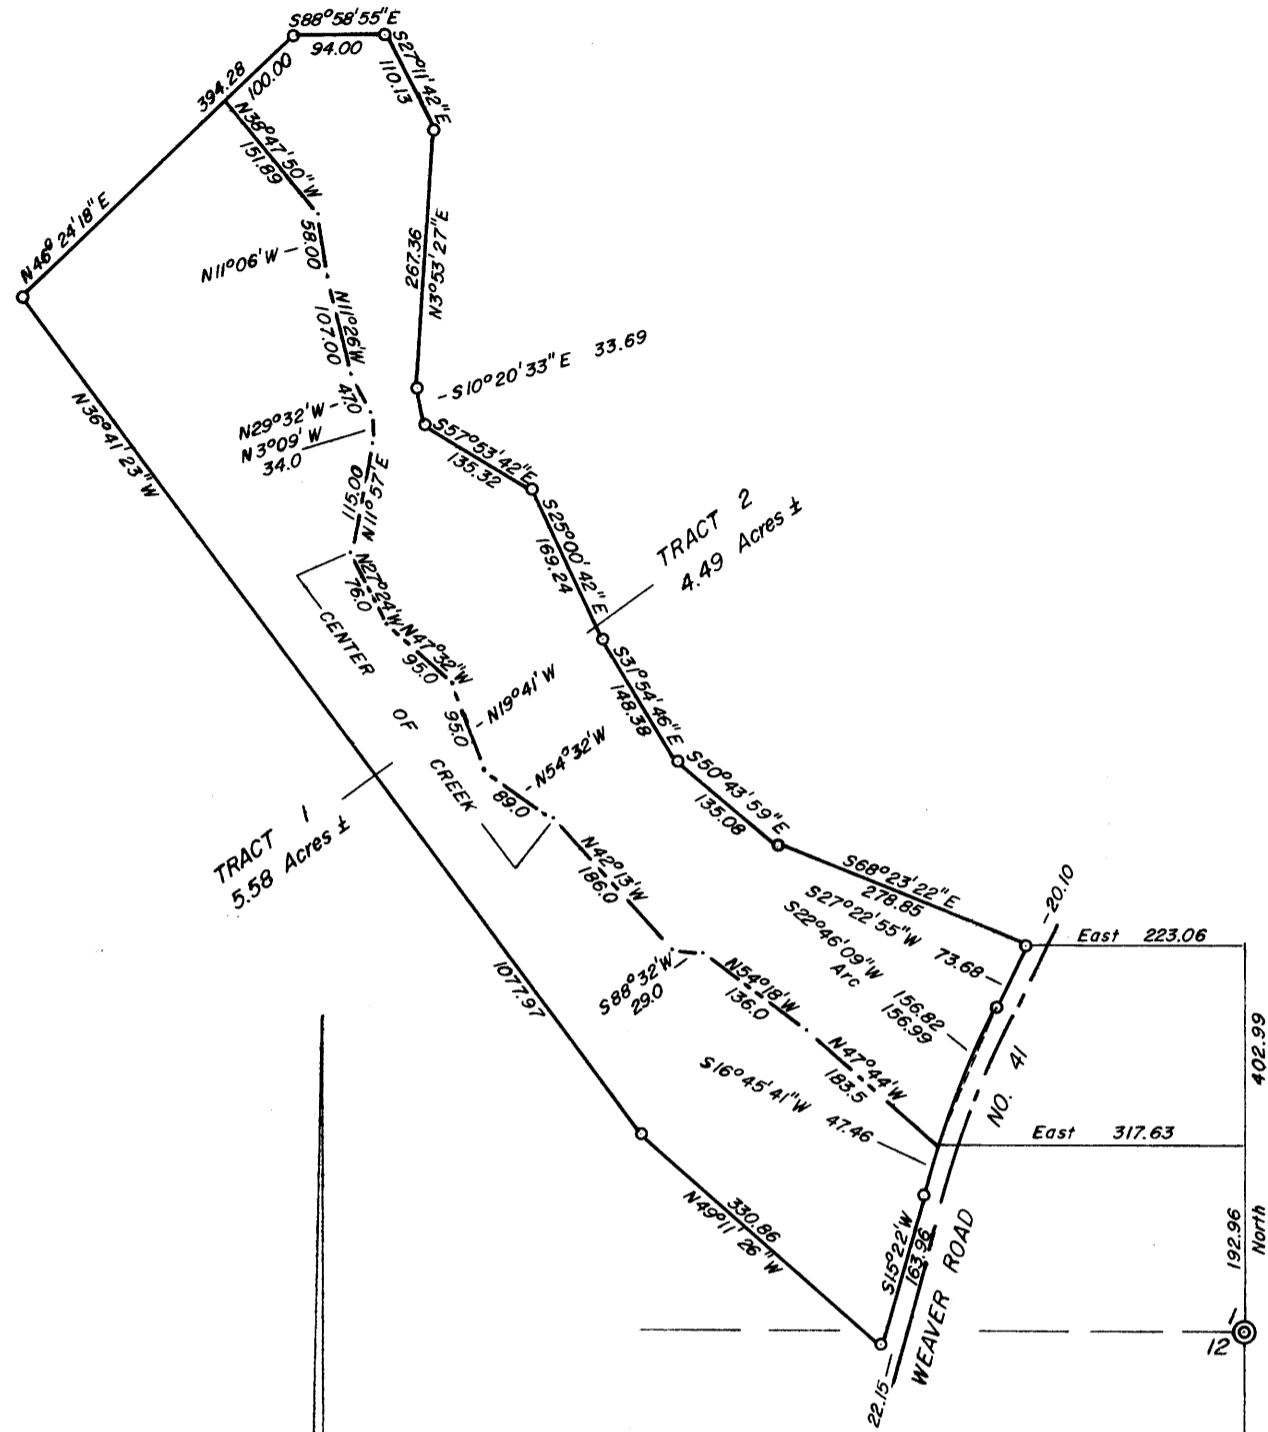 S88°58'55"E
94.00
S27°11'42"E
110.13
394.28
100.00
N38°47'50"W
151.89
N46°24'18"E
58.00
N11°06'W
267.36
N3°53'27"E
N11°26'W
107.00
S10°20'33"E 33.69
47.0
N29°32'W
N3°09'W
34.0
N36°41'23"W
S57°53'42"E
135.32
115.00
N11°57'E
S25°00'42"E
169.24
TRACT 2
4.49 Acres ±
N27°24'W
76.0
CENTER
OF
CREEK
N47°32'W
95.0
S31°54'46"E
148.38
N19°41'W
95.0
N54°32'W
89.0
S50°43'59"E
135.08
TRACT 1
5.58 Acres ±
N42°13'W
186.0
S68°23'22"E
278.85
S27°22'55"W 73.68
S22°46'09"W 156.82
Arc 156.99
20.10
East 223.06
1077.97
S88°32'W
29.0
N54°18'W
136.0
N47°44'W
183.5
402.99
NO. 41
S16°45'41"W 47.46
East 317.63
330.86
N49°11'26"W
S15°22'W
163.96
WEAVER ROAD
192.96
North
12
22.15